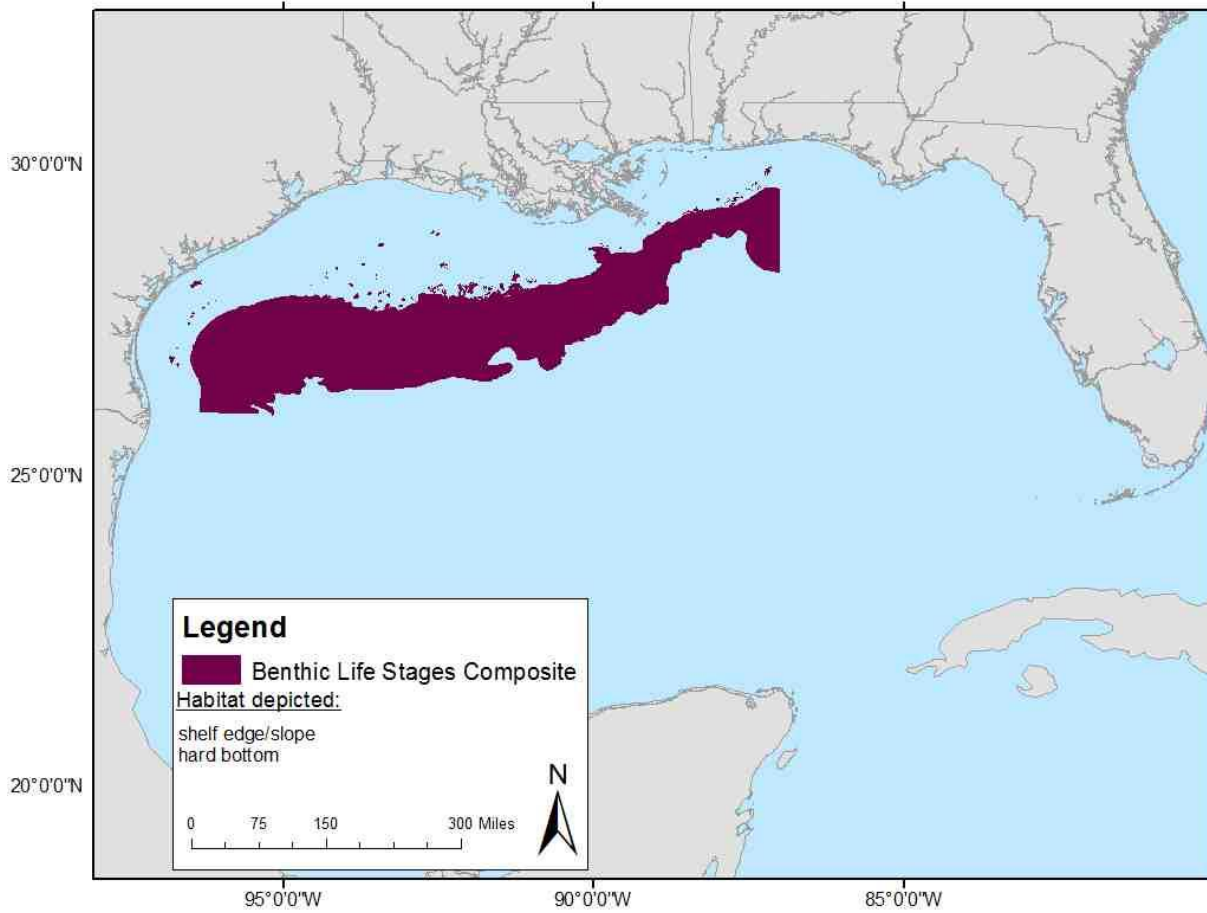 30°0'0"N
25°0'0"N
20°0'0"N
Legend
Benthic Life Stages Composite
Habitat depicted:
shelf edge/slope
hard bottom
N
0 75 150 300 Miles
95°0'0"W 90°0'0"W 85°0'0"W